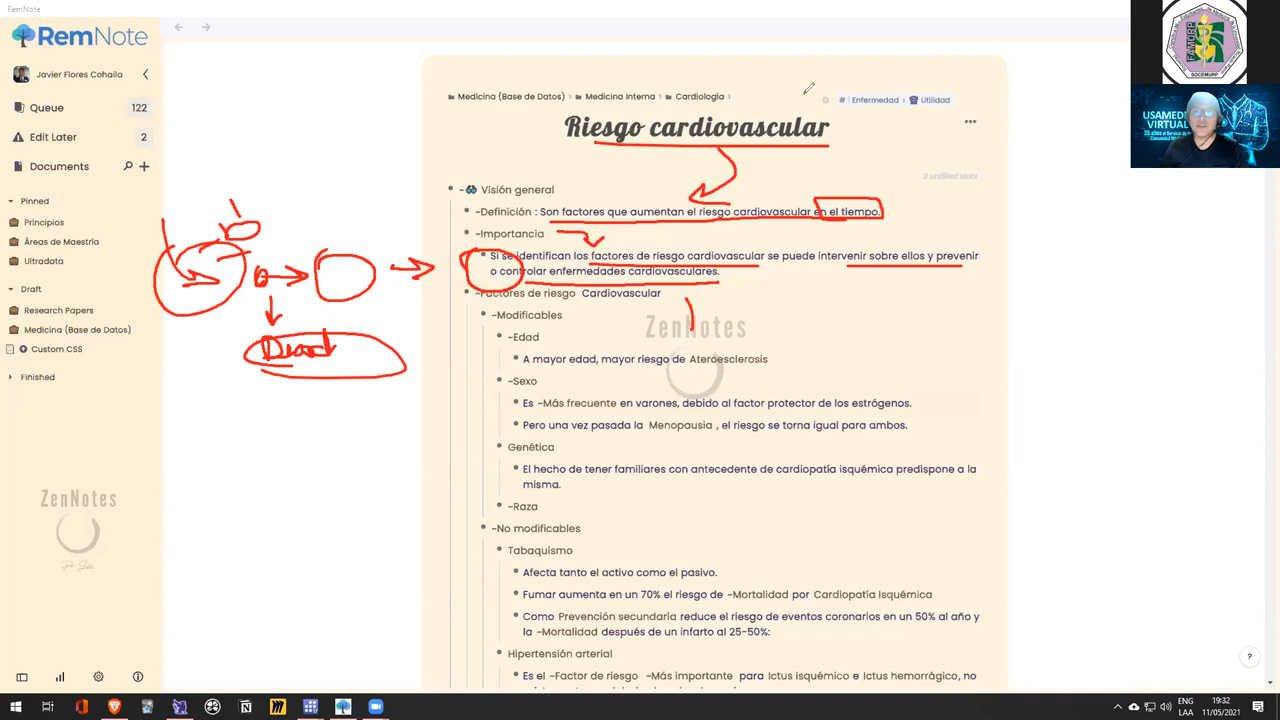 RemNote
RemNote
Javier Flores Cohaila
Queue 122
Edit Later 2
Documents
Pinned
Principios
Áreas de Maestría
Ultradata
Draft
Research Papers
Medicina (Base de Datos)
Custom CSS
Finished
ZenNotes
Medicina (Base de Datos) › Medicina Interna › Cardiología ›
# | Enfermedad › Utilidad
Riesgo cardiovascular
~ Visión general
~Definición : Son factores que aumentan el riesgo cardiovascular en el tiempo.
~Importancia
Si se identifican los factores de riesgo cardiovascular se puede intervenir sobre ellos y prevenir
o controlar enfermedades cardiovasculares.
~Factores de riesgo Cardiovascular
~Modificables
~Edad
A mayor edad, mayor riesgo de Ateroesclerosis
~Sexo
Es ~Más frecuente en varones, debido al factor protector de los estrógenos.
Pero una vez pasada la Menopausia , el riesgo se torna igual para ambos.
Genética
El hecho de tener familiares con antecedente de cardiopatía isquémica predispone a la
misma.
~Raza
~No modificables
Tabaquismo
Afecta tanto el activo como el pasivo.
Fumar aumenta en un 70% el riesgo de ~Mortalidad por Cardiopatía Isquémica
Como Prevención secundaria reduce el riesgo de eventos coronarios en un 50% al año y
la ~Mortalidad después de un infarto al 25-50%:
Hipertensión arterial
Es el ~Factor de riesgo ~Más importante para Ictus isquémico e Ictus hemorrágico, no
ZenNotes
SOCEMURP
USAMED
VIRTUAL
?
ENG
LAA
19:32
11/05/2021